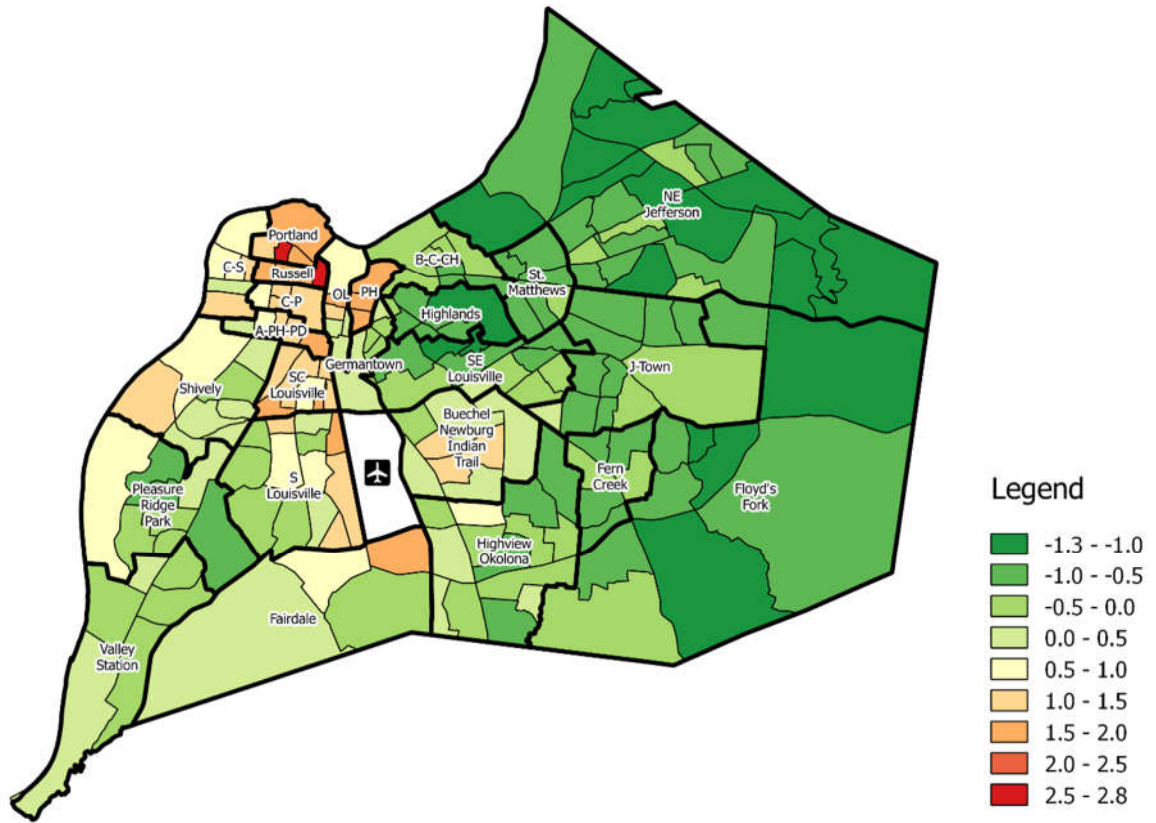 NE
Jefferson
Portland
B-C-CH
C-S
Russell
St.
Matthews
OL
PH
C-P
Highlands
A-PH-PD
Germantown
SE
Louisville
J-Town
SC
Louisville
Shively
Buechel
Newburg
Indian
Trail
S
Louisville
Pleasure
Ridge
Park
Fern
Creek
Floyd's
Fork
Highview
Okolona
Fairdale
Valley
Station
Legend
-1.3 - -1.0
-1.0 - -0.5
-0.5 - 0.0
0.0 - 0.5
0.5 - 1.0
1.0 - 1.5
1.5 - 2.0
2.0 - 2.5
2.5 - 2.8